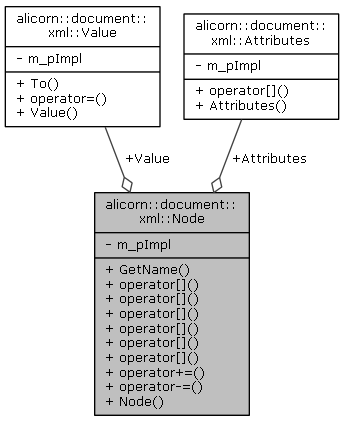 alicorn::document::
xml::Value
- m_pImpl
+ To()
+ operator=()
+ Value()
alicorn::document::
xml::Attributes
- m_pImpl
+ operator[]()
+ Attributes()
+Value
+Attributes
alicorn::document::
xml::Node
- m_pImpl
+ GetName()
+ operator[]()
+ operator[]()
+ operator[]()
+ operator[]()
+ operator[]()
+ operator[]()
+ operator+=()
+ operator-=()
+ Node()